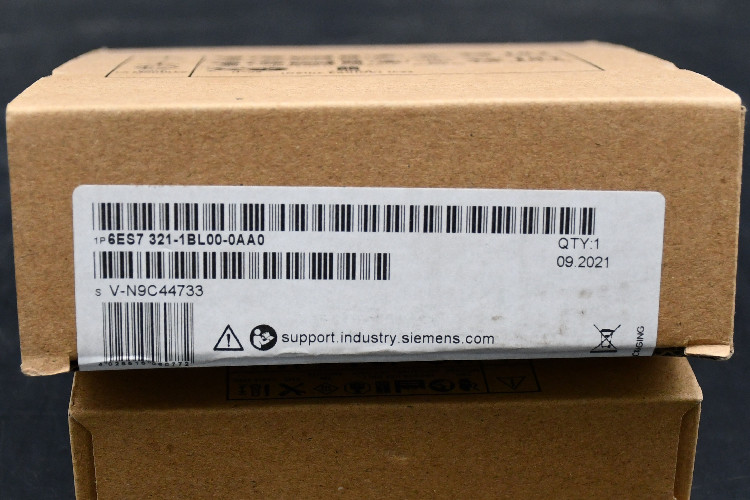 1P 6ES7 321-1BL00-0AA0
QTY:1
09.2021
S V-N9C44733
support.industry.siemens.com